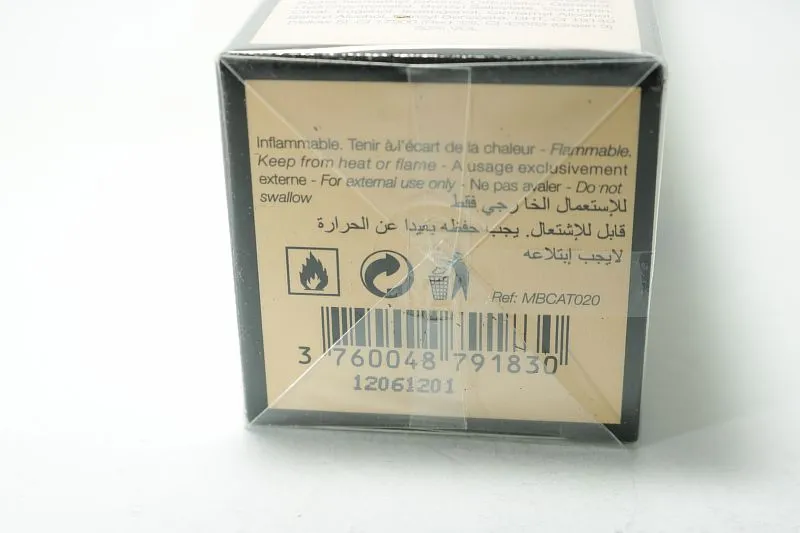 Inflammable. Tenir à l'écart de la chaleur - Flammable.
Keep from heat or flame - A usage exclusivement
externe - For external use only - Ne pas avaler - Do not
swallow
للإستعمال الخارجي فقط
قابل للإشتعال. يجب حفظه بعيدا عن الحرارة
لايجب إبتلاعه
Ref: MBCAT020
3 760048 791830
12061201